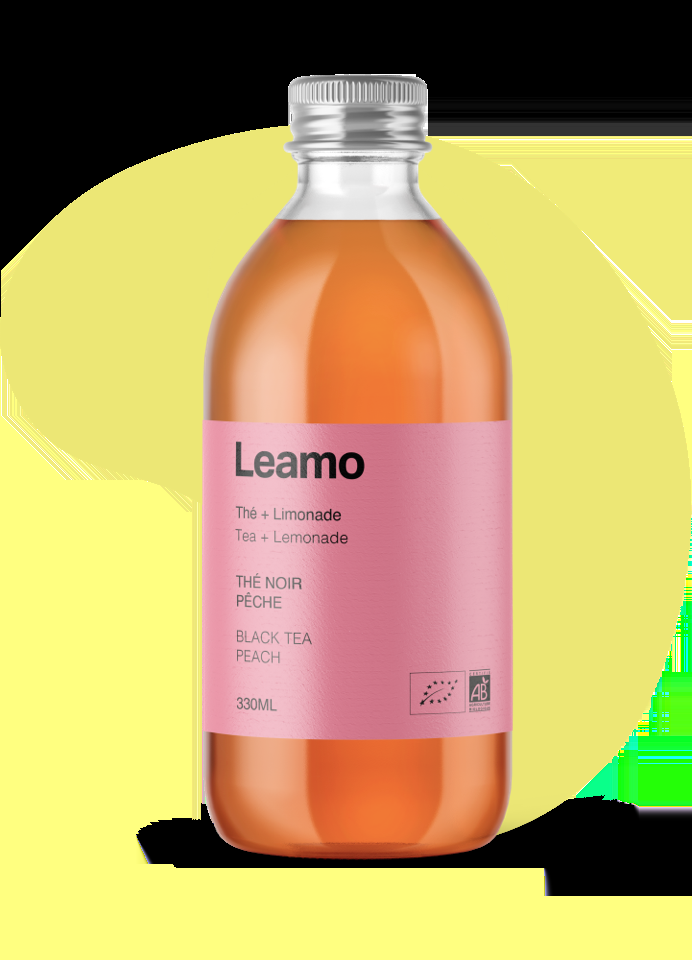 Leamo
Thé + Limonade
Tea + Lemonade
THÉ NOIR
PÊCHE
BLACK TEA
PEACH
330ML
AB